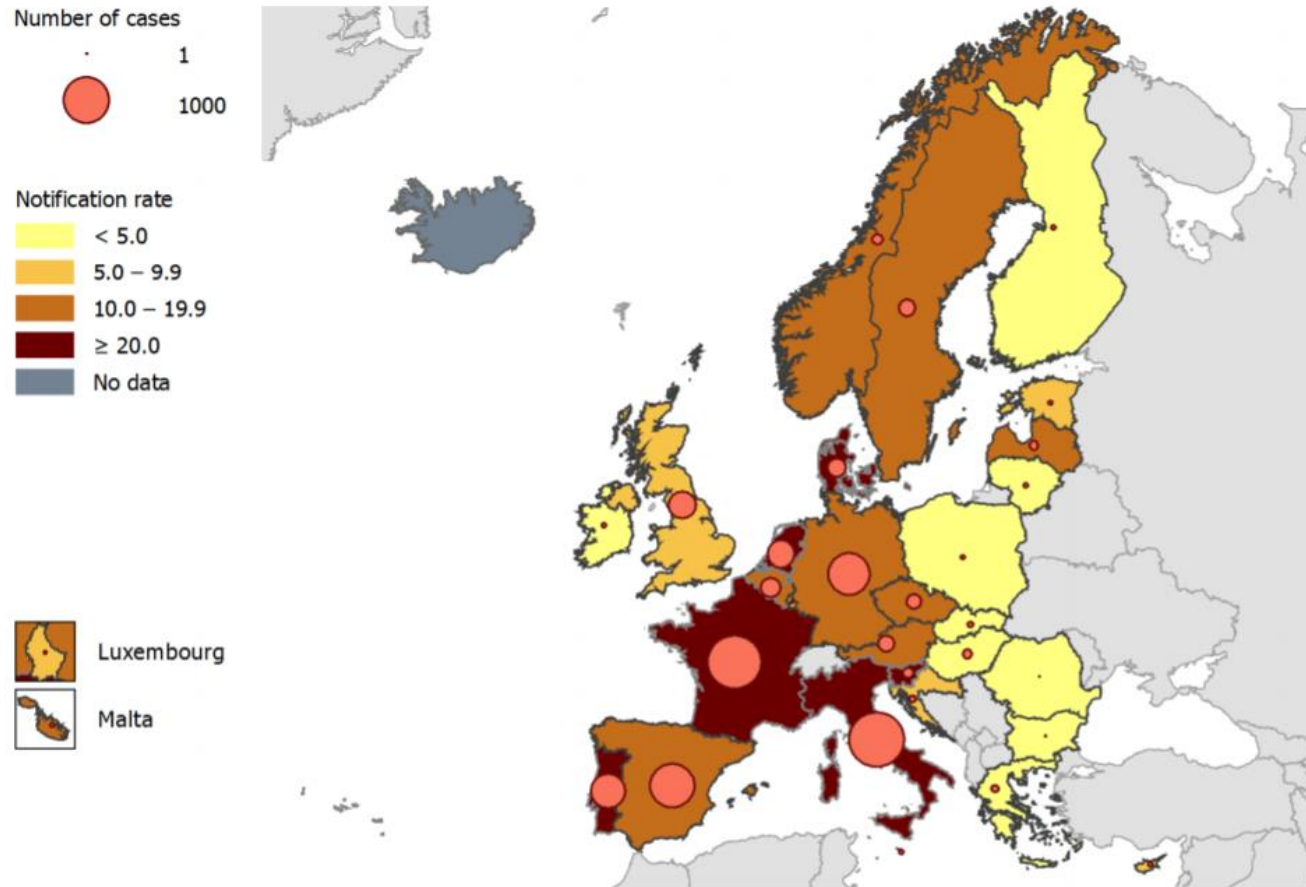 Number of cases
1
1000
Notification rate
< 5.0
5.0 – 9.9
10.0 – 19.9
≥ 20.0
No data
Luxembourg
Malta